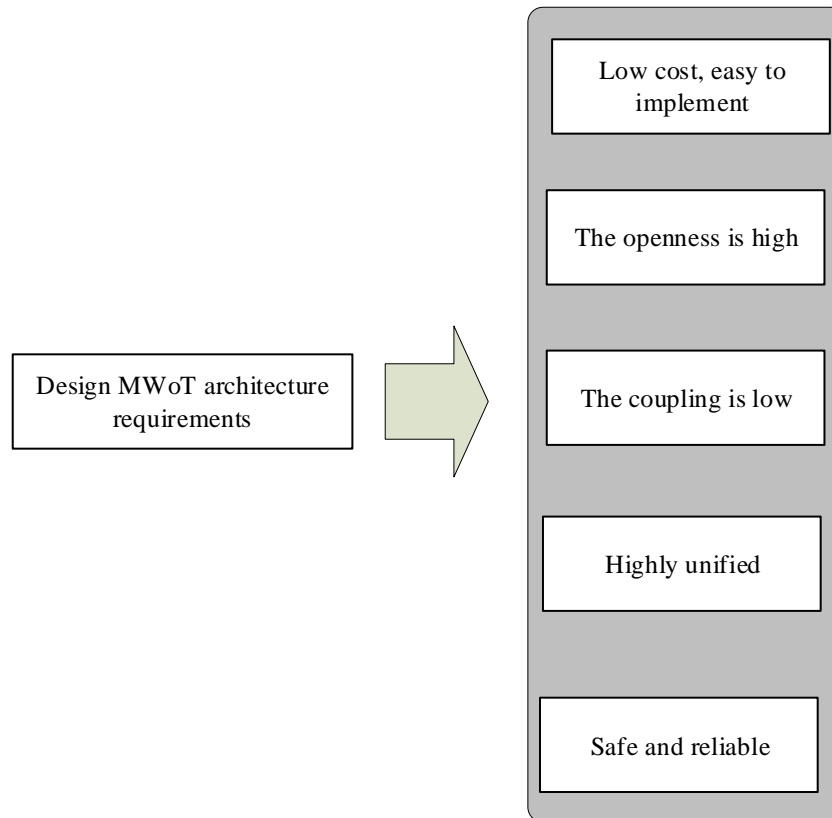 Low cost, easy to
implement
The openness is high
Design MWoT architecture
requirements
The coupling is low
Highly unified
Safe and reliable